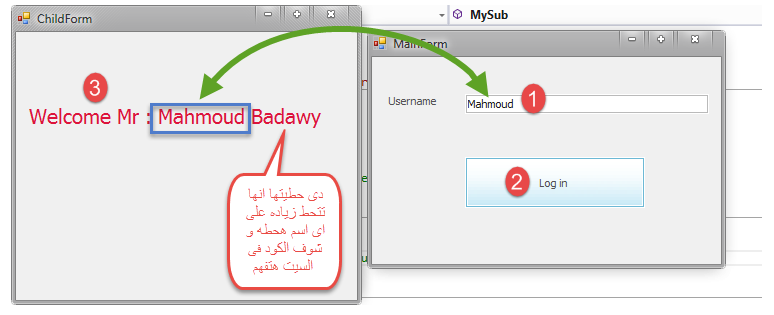 ChildForm
3
Welcome Mr : Mahmoud Badawy
دى حطيتها انها
تتحط زياده على
اى اسم هحطه و
شوف الكود فى
السيت هتفهم
MySub
MainForm
Username
Mahmoud
1
2
Log in